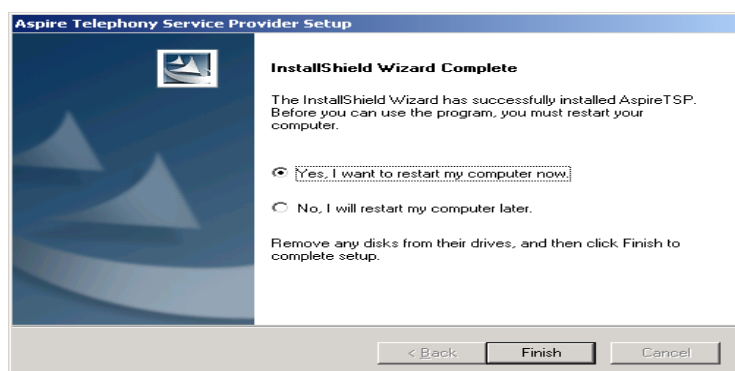 Aspire Telephony Service Provider Setup
InstallShield Wizard Complete
The InstallShield Wizard has successfully installed AspireTSP.
Before you can use the program, you must restart your
computer.
Yes, I want to restart my computer now.
No, I will restart my computer later.
Remove any disks from their drives, and then click Finish to
complete setup.
< Back Finish Cancel